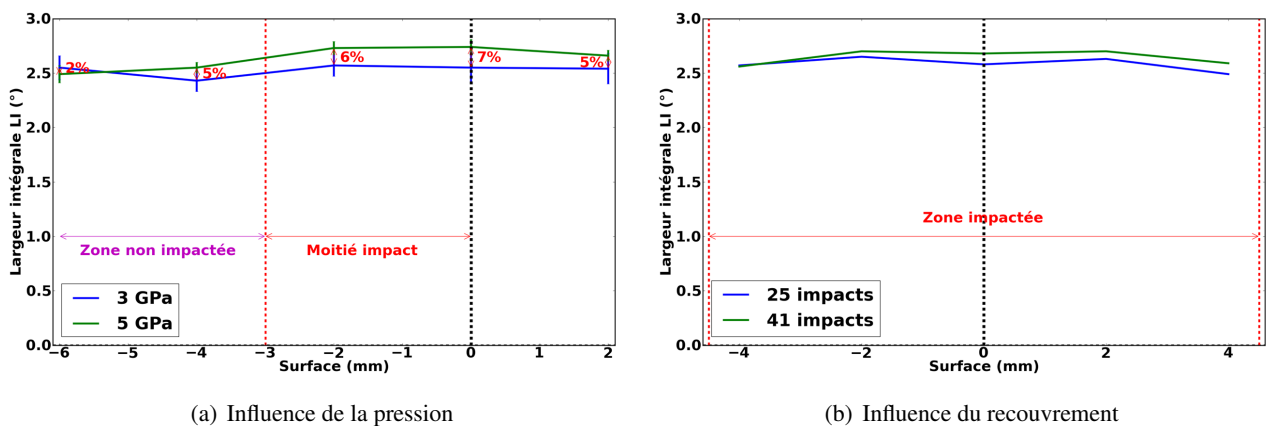 3.0
2.5
2.0
1.5
1.0
0.5
0.0
Largeur intégrale LI (°)
2%
5%
6%
7%
5%
Zone non impactée
Moitié impact
3 GPa
5 GPa
−6 −5 −4 −3 −2 −1 0 1 2
Surface (mm)
(a) Influence de la pression
3.0
2.5
2.0
1.5
1.0
0.5
0.0
Largeur intégrale LI (°)
Zone impactée
25 impacts
41 impacts
−4 −2 0 2 4
Surface (mm)
(b) Influence du recouvrement